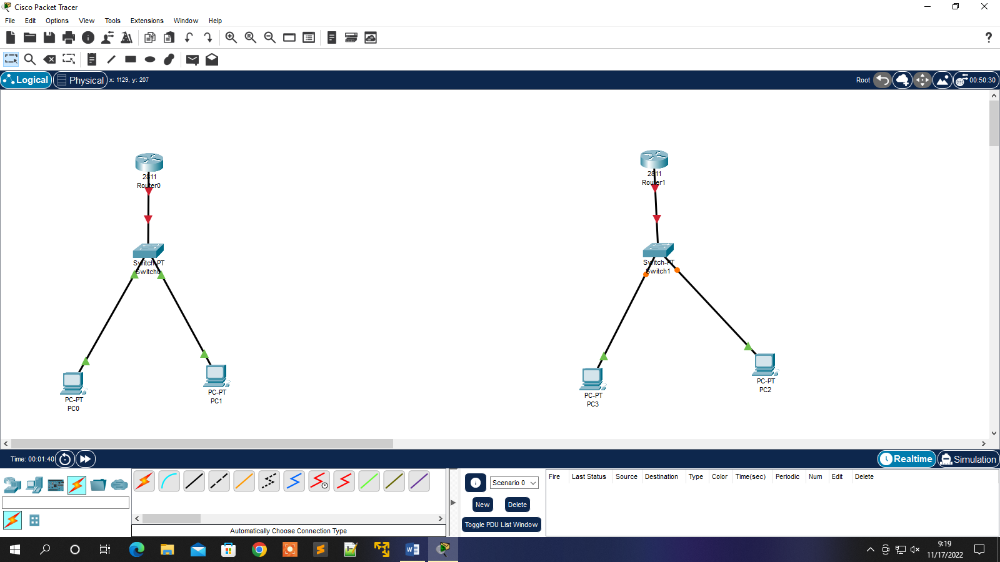 Cisco Packet Tracer
File Edit Options View Tools Extensions Window Help
?
Logical Physical x: 1129, y: 207 Root 00:50:30
2811
Router0
2811
Router1
Switch-PT
Switch0
Switch-PT
Switch1
PC-PT
PC0
PC-PT
PC1
PC-PT
PC3
PC-PT
PC2
Time: 00:01:40 Realtime Simulation
Scenario 0
New Delete
Toggle PDU List Window
Fire Last Status Source Destination Type Color Time(sec) Periodic Num Edit Delete
Automatically Choose Connection Type
9:19
11/17/2022